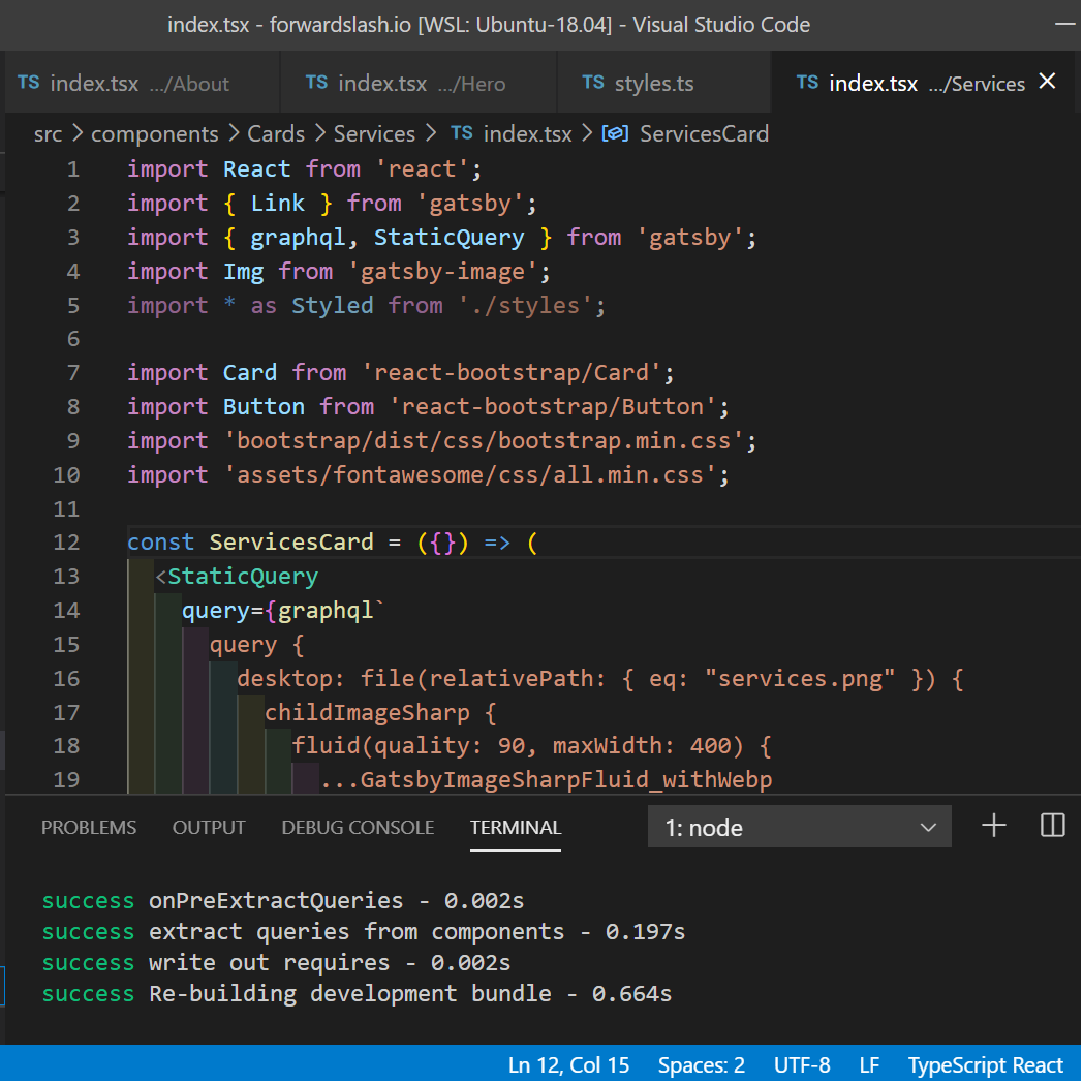 index.tsx - forwardslash.io [WSL: Ubuntu-18.04] - Visual Studio Code
TS index.tsx .../About TS index.tsx .../Hero TS styles.ts TS index.tsx .../Services
src > components > Cards > Services > TS index.tsx > ServicesCard
1 import React from 'react';
2 import { Link } from 'gatsby';
3 import { graphql, StaticQuery } from 'gatsby';
4 import Img from 'gatsby-image';
5 import * as Styled from './styles';
6
7 import Card from 'react-bootstrap/Card';
8 import Button from 'react-bootstrap/Button';
9 import 'bootstrap/dist/css/bootstrap.min.css';
10 import 'assets/fontawesome/css/all.min.css';
11
12 const ServicesCard = ({}) => (
13 <StaticQuery
14 query={graphql`
15 query {
16 desktop: file(relativePath: { eq: "services.png" }) {
17 childImageSharp {
18 fluid(quality: 90, maxWidth: 400) {
19 ...GatsbyImageSharpFluid_withWebp
PROBLEMS OUTPUT DEBUG CONSOLE TERMINAL 1: node
success onPreExtractQueries - 0.002s
success extract queries from components - 0.197s
success write out requires - 0.002s
success Re-building development bundle - 0.664s
Ln 12, Col 15 Spaces: 2 UTF-8 LF TypeScript React